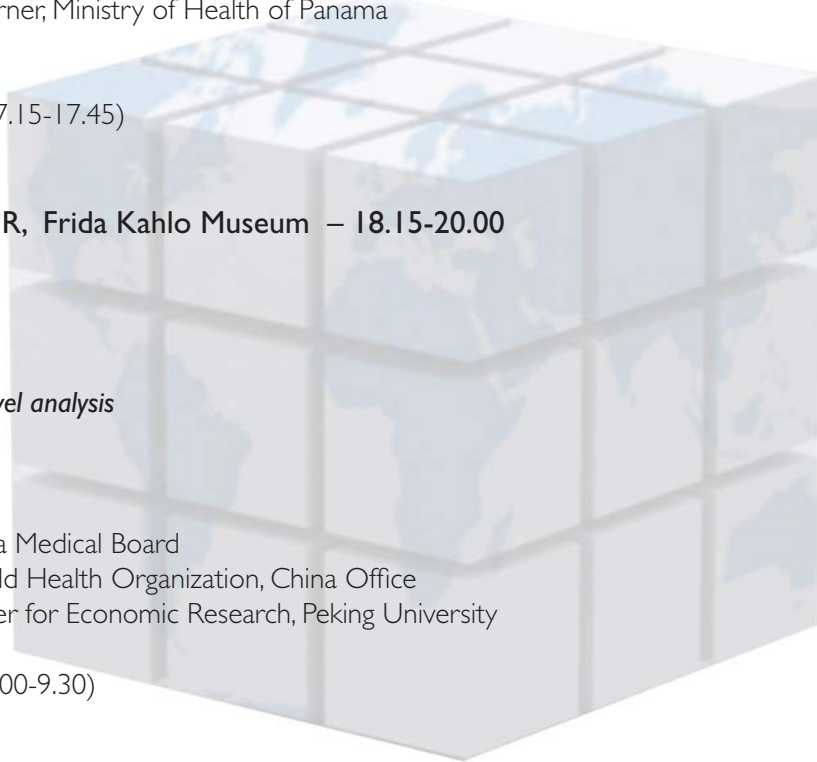 rner, Ministry of Health of Panama
7.15-17.45)
R, Frida Kahlo Museum – 18.15-20.00
vel analysis
a Medical Board
ld Health Organization, China Office
er for Economic Research, Peking University
00-9.30)